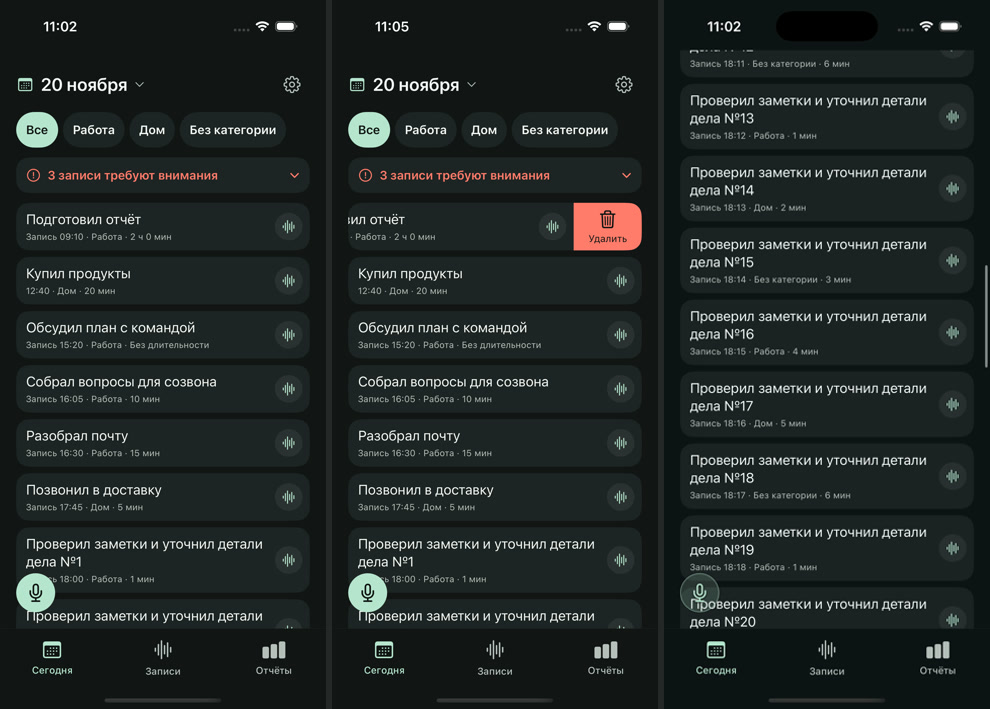 11:02
20 ноября
Все
Работа
Дом
Без категории
3 записи требуют внимания
Подготовил отчёт
Запись 09:10 · Работа · 2 ч 0 мин
Купил продукты
12:40 · Дом · 20 мин
Обсудил план с командой
Запись 15:20 · Работа · Без длительности
Собрал вопросы для созвона
Запись 16:05 · Работа · 10 мин
Разобрал почту
Запись 16:30 · Работа · 15 мин
Позвонил в доставку
Запись 17:45 · Дом · 5 мин
Проверил заметки и уточнил детали
дела №1
18:00 · Работа · 1 мин
Проверил заметки и уточнил детали
Сегодня
Записи
Отчёты
11:05
20 ноября
Все
Работа
Дом
Без категории
3 записи требуют внимания
отчёт
· Работа · 2 ч 0 мин
Удалить
Купил продукты
12:40 · Дом · 20 мин
Обсудил план с командой
Запись 15:20 · Работа · Без длительности
Собрал вопросы для созвона
Запись 16:05 · Работа · 10 мин
Разобрал почту
Запись 16:30 · Работа · 15 мин
Позвонил в доставку
Запись 17:45 · Дом · 5 мин
Проверил заметки и уточнил детали
дела №1
18:00 · Работа · 1 мин
Проверил заметки и уточнил детали
Сегодня
Записи
Отчёты
11:02
Запись 18:11 · Без категории · 6 мин
Проверил заметки и уточнил детали
дела №13
Запись 18:12 · Работа · 1 мин
Проверил заметки и уточнил детали
дела №14
Запись 18:13 · Дом · 2 мин
Проверил заметки и уточнил детали
дела №15
Запись 18:14 · Без категории · 3 мин
Проверил заметки и уточнил детали
дела №16
Запись 18:15 · Работа · 4 мин
Проверил заметки и уточнил детали
дела №17
Запись 18:16 · Дом · 5 мин
Проверил заметки и уточнил детали
дела №18
Запись 18:17 · Без категории · 6 мин
Проверил заметки и уточнил детали
дела №19
Запись 18:18 · Работа · 1 мин
Проверил заметки и уточнил детали
дела №20
Сегодня
Записи
Отчёты